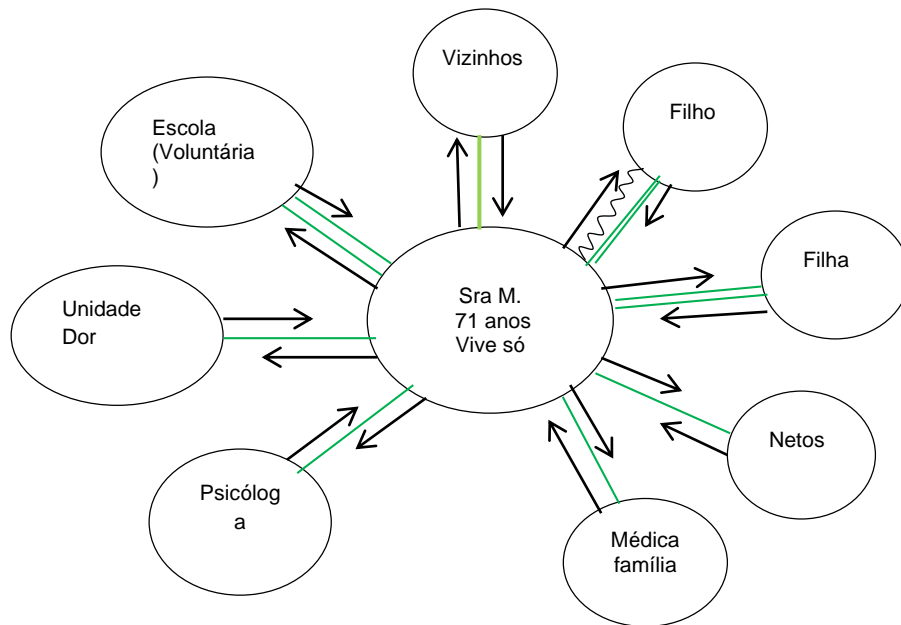 Vizinhos
Filho
Escola
(Voluntária
)
Filha
Sra M.
71 anos
Vive só
Unidade
Dor
Netos
Psicólog
a
Médica
família